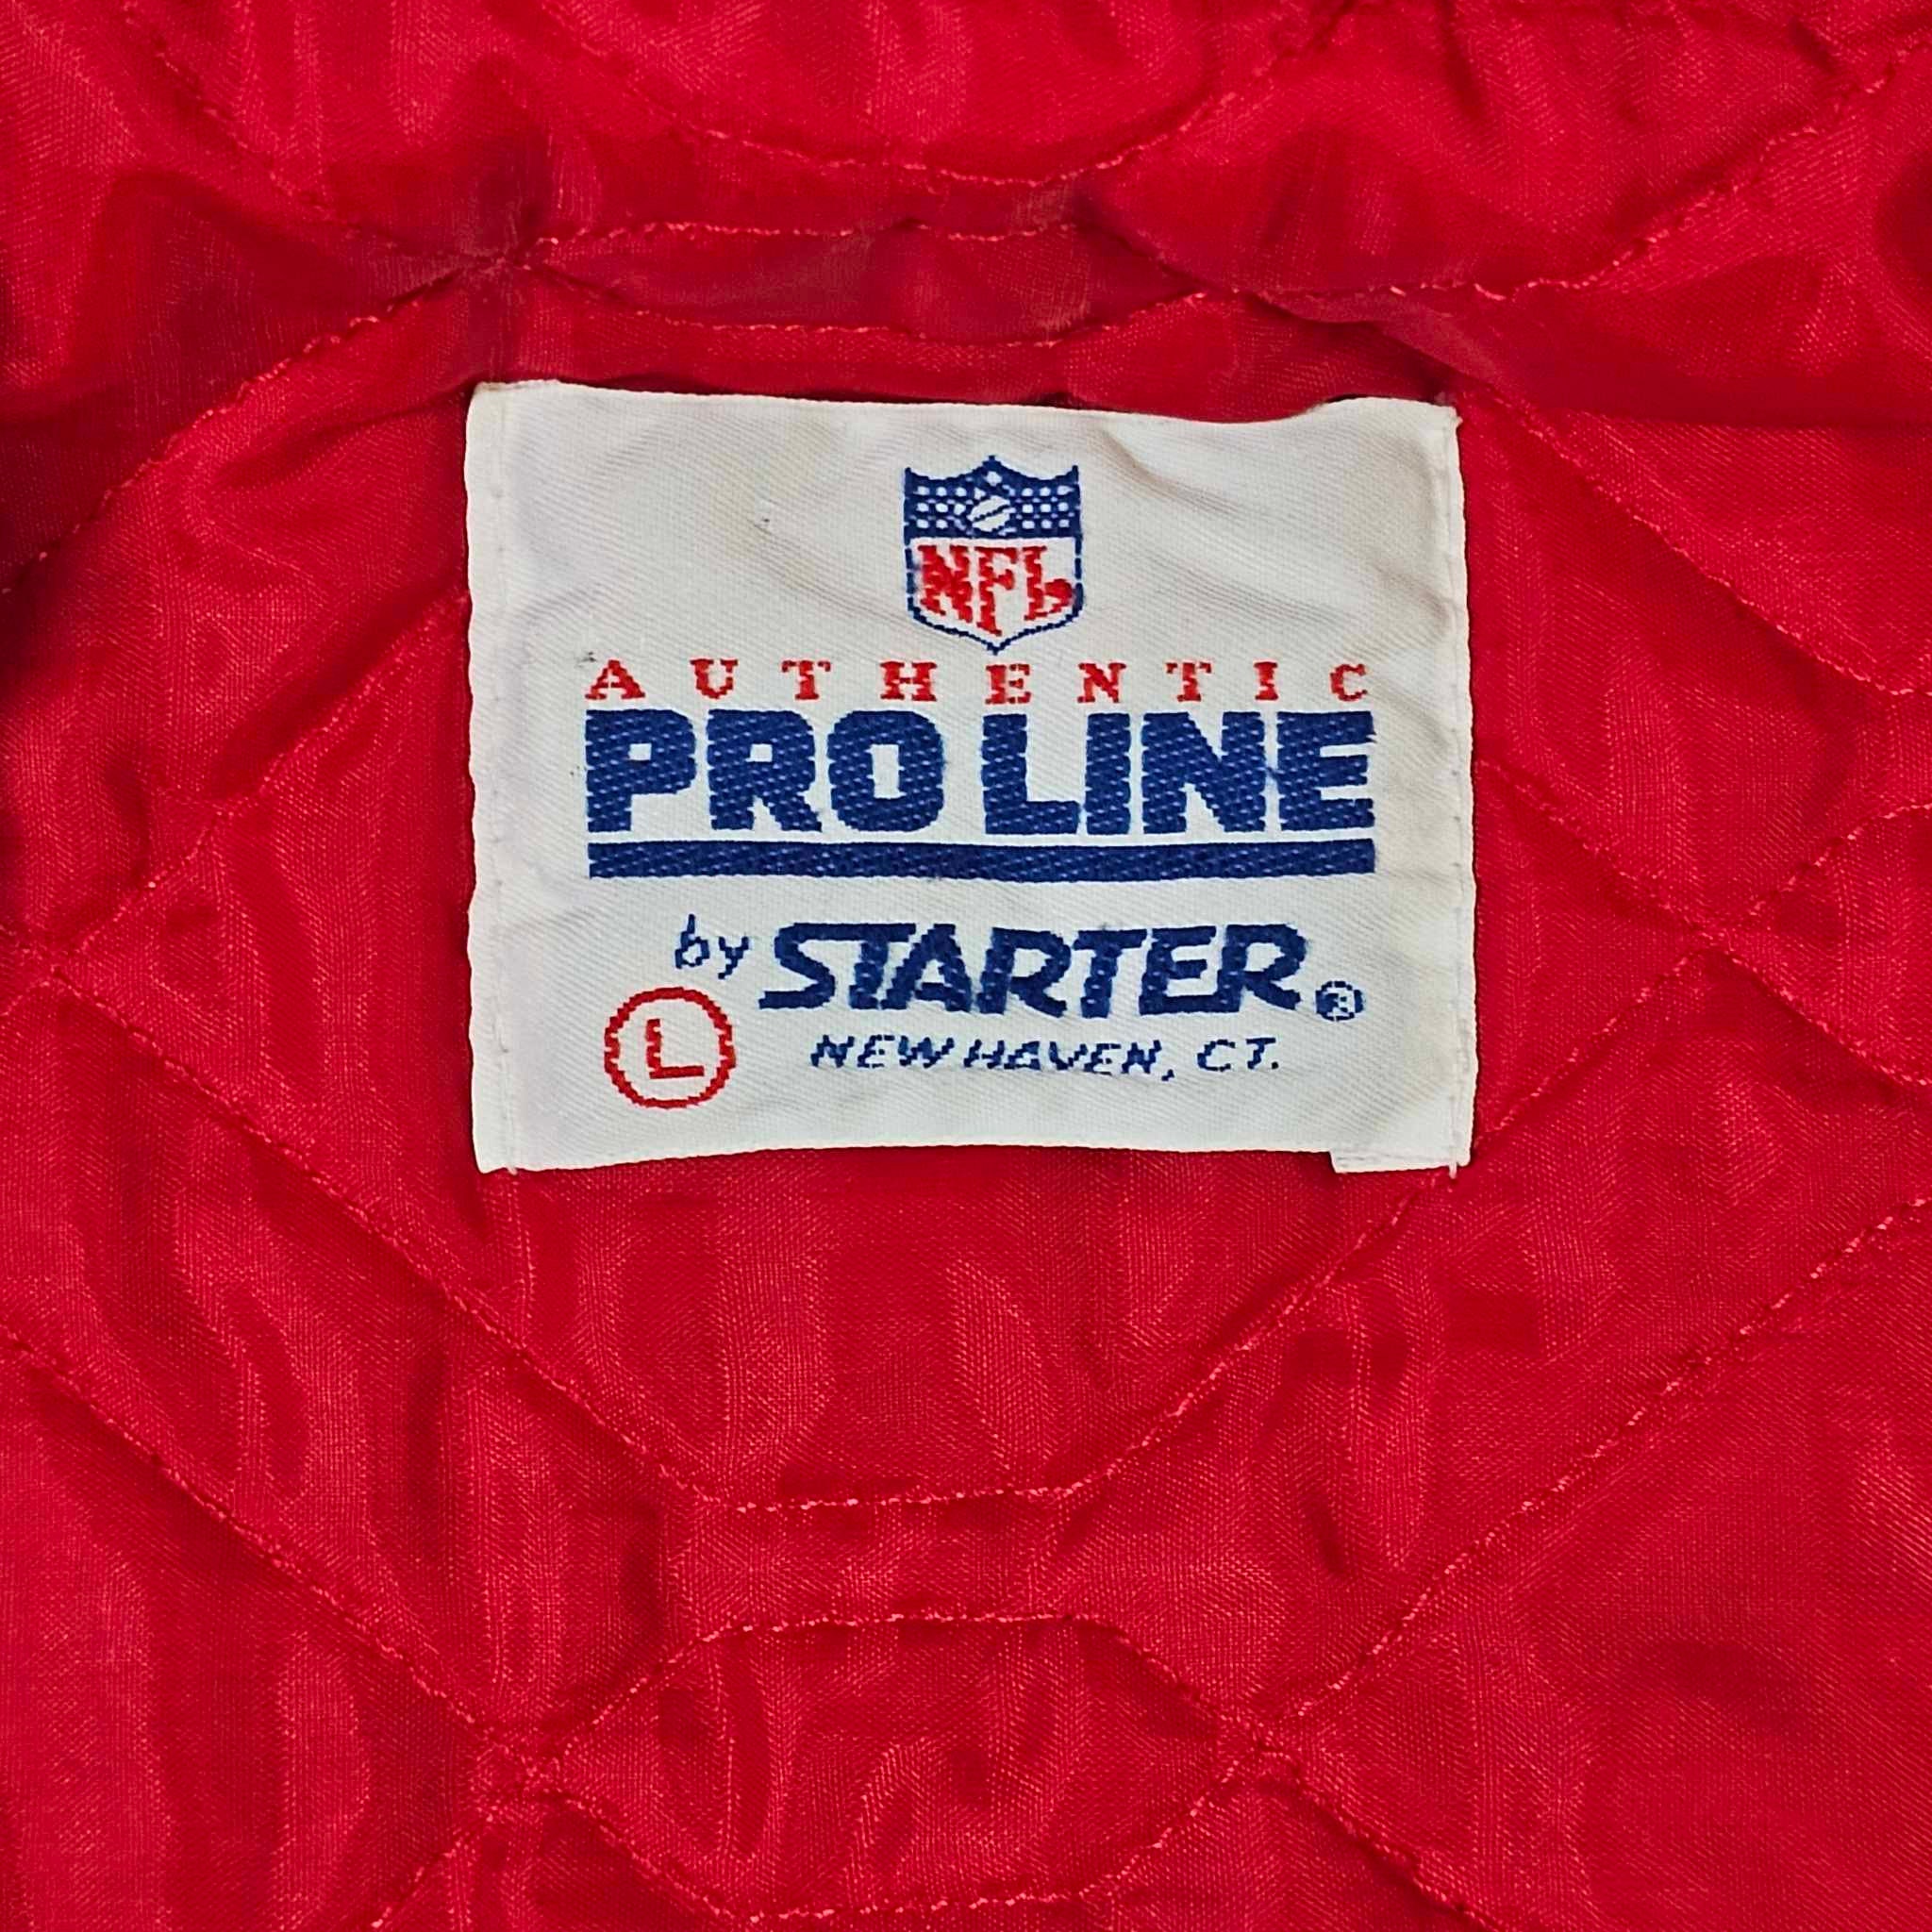 NFL
AUTHENTIC
PRO LINE
by STARTER®
L
NEW HAVEN, CT.